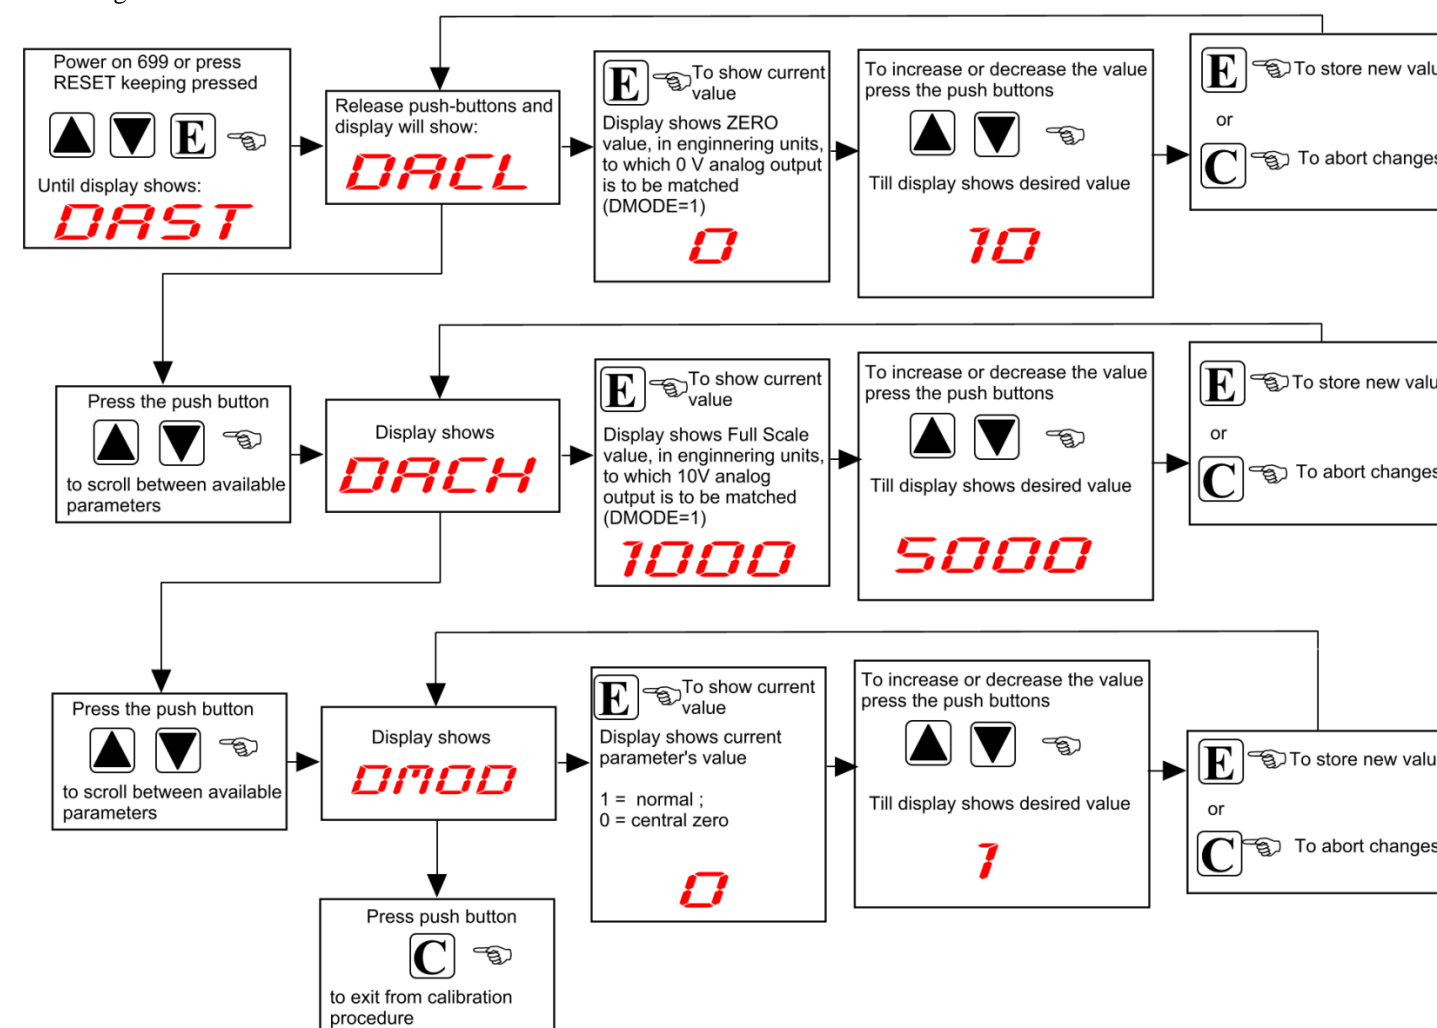 Power on 699 or press
RESET keeping pressed
E
Until display shows:
DAST
Release push-buttons and
display will show:
DACL
E To show current
value
Display shows ZERO
value, in enginnering units,
to which 0 V analog output
is to be matched
(DMODE=1)
0
To increase or decrease the value
press the push buttons
Till display shows desired value
10
E To store new valu
or
C To abort changes
Press the push button
to scroll between available
parameters
Display shows
DACH
E To show current
value
Display shows Full Scale
value, in enginnering units,
to which 10V analog
output is to be matched
(DMODE=1)
1000
To increase or decrease the value
press the push buttons
Till display shows desired value
5000
E To store new valu
or
C To abort changes
Press the push button
to scroll between available
parameters
Display shows
DMOD
E To show current
value
Display shows current
parameter's value
1 = normal ;
0 = central zero
0
To increase or decrease the value
press the push buttons
Till display shows desired value
1
E To store new valu
or
C To abort changes
Press push button
C
to exit from calibration
procedure